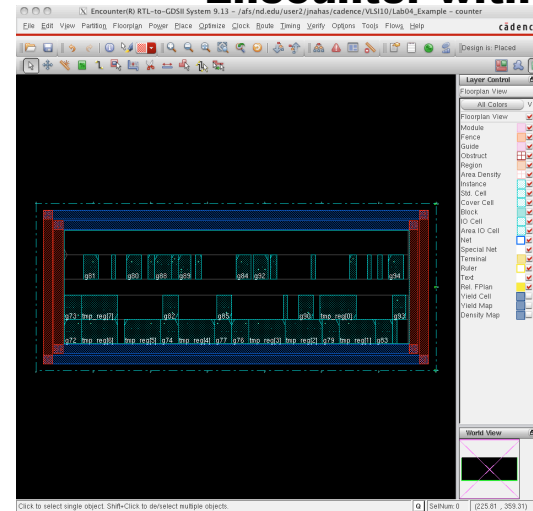 Encounter with
Encounter(R) RTL-to-GDSII System 9.13 - /afs/nd.edu/user2/jnahas/cadence/VLSI10/Lab04_Example - counter
File Edit View Partition Floorplan Power Place Optimize Clock Route Timing Verify Options Tools Flows Help
cādenc
Design is: Placed
Layer Control
Floorplan View
All Colors V
Floorplan View
Module
Fence
Guide
Obstruct
Region
Area Density
Instance
Std. Cell
Cover Cell
Block
IO Cell
Area IO Cell
Net
Special Net
Terminal
Ruler
Text
Rel. FPlan
Yield Cell
Yield Map
Density Map
g81 g80 g88 g89 g84 g92 g94
g73 tmp_reg[7] g82 g85 g90 tmp_reg[0] g93
g72 tmp_reg[6] tmp_reg[5] g74 tmp_reg[4] g77 g76 tmp_reg[3] tmp_reg[2] g79 tmp_reg[1] g83
World View
Click to select single object. Shift+Click to de/select multiple objects.
Q SelNum: 0 (225.81 , 359.31)